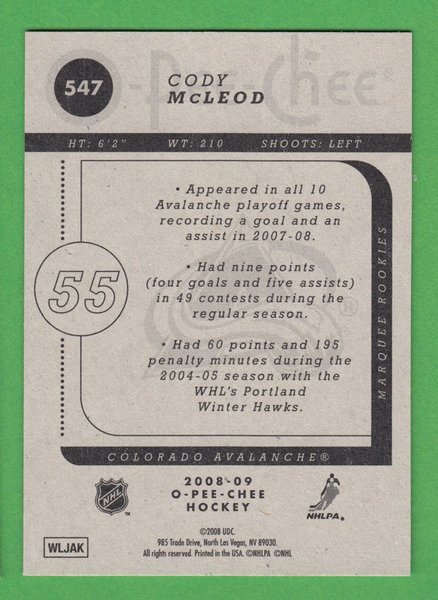 O-Pee-Chee®
547
CODY
McLEOD
HT: 6'2" WT: 210 SHOOTS: LEFT
• Appeared in all 10
Avalanche playoff games,
recording a goal and an
assist in 2007-08.
55
• Had nine points
(four goals and five assists)
in 49 contests during the
regular season.
• Had 60 points and 195
penalty minutes during the
2004-05 season with the
WHL's Portland
Winter Hawks.
MARQUEE ROOKIES
COLORADO AVALANCHE®
2008-09
O-PEE-CHEE
HOCKEY
NHL
NHLPA®
©2008 UDC.
985 Trade Drive, North Las Vegas, NV 89030.
All rights reserved. Printed in the USA. ©NHLPA ©NHL
WLJAK